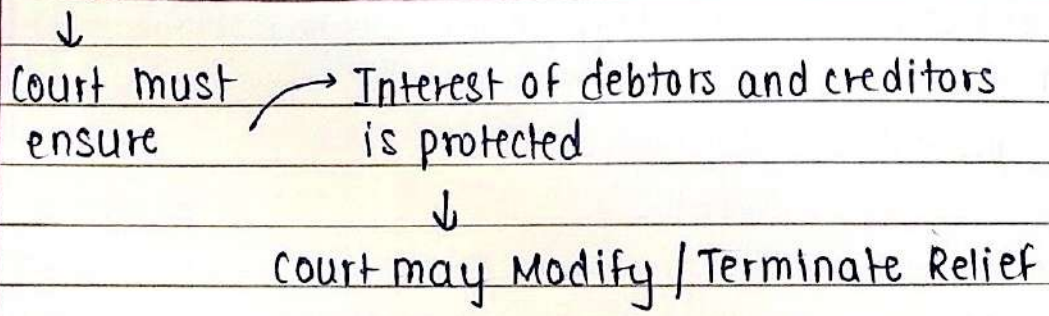 ↓
Court must → Interest of debtors and creditors
ensure is protected
↓
Court may Modify / Terminate Relief